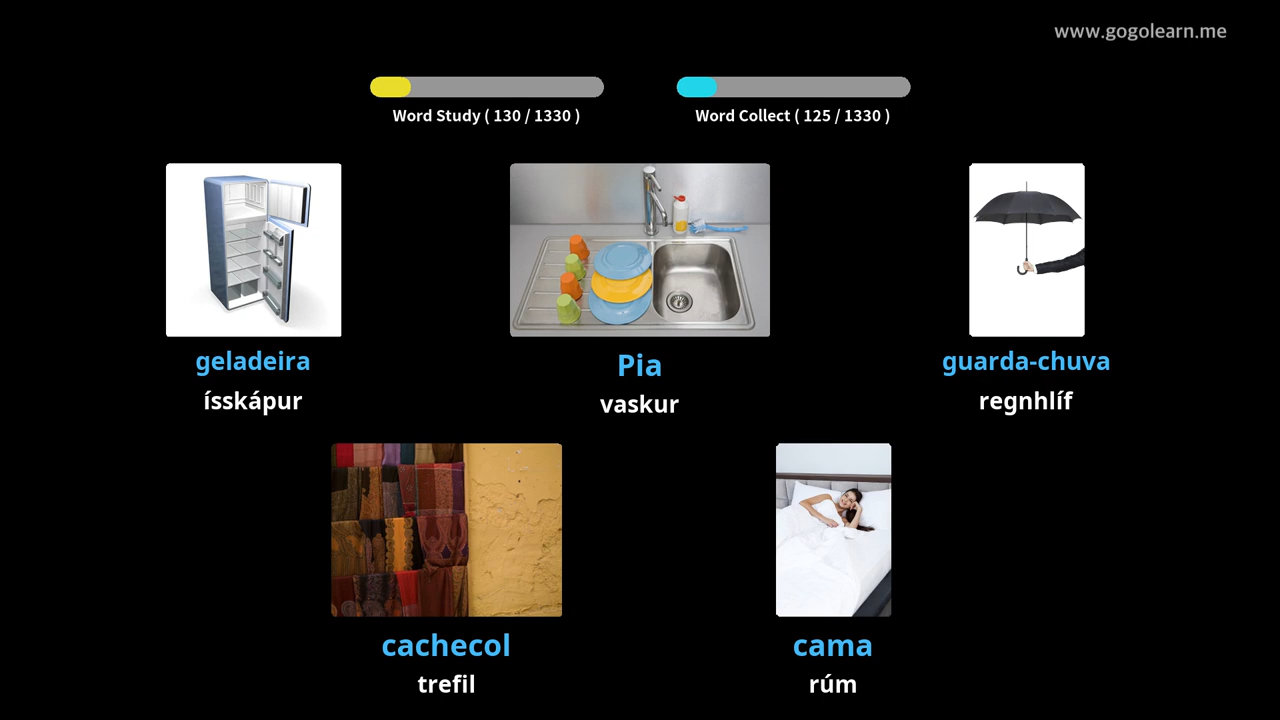 www.gogolearn.me
Word Study ( 130 / 1330 )
Word Collect ( 125 / 1330 )
geladeira
ísskápur
Pia
vaskur
guarda-chuva
regnhlíf
cachecol
trefil
cama
rúm